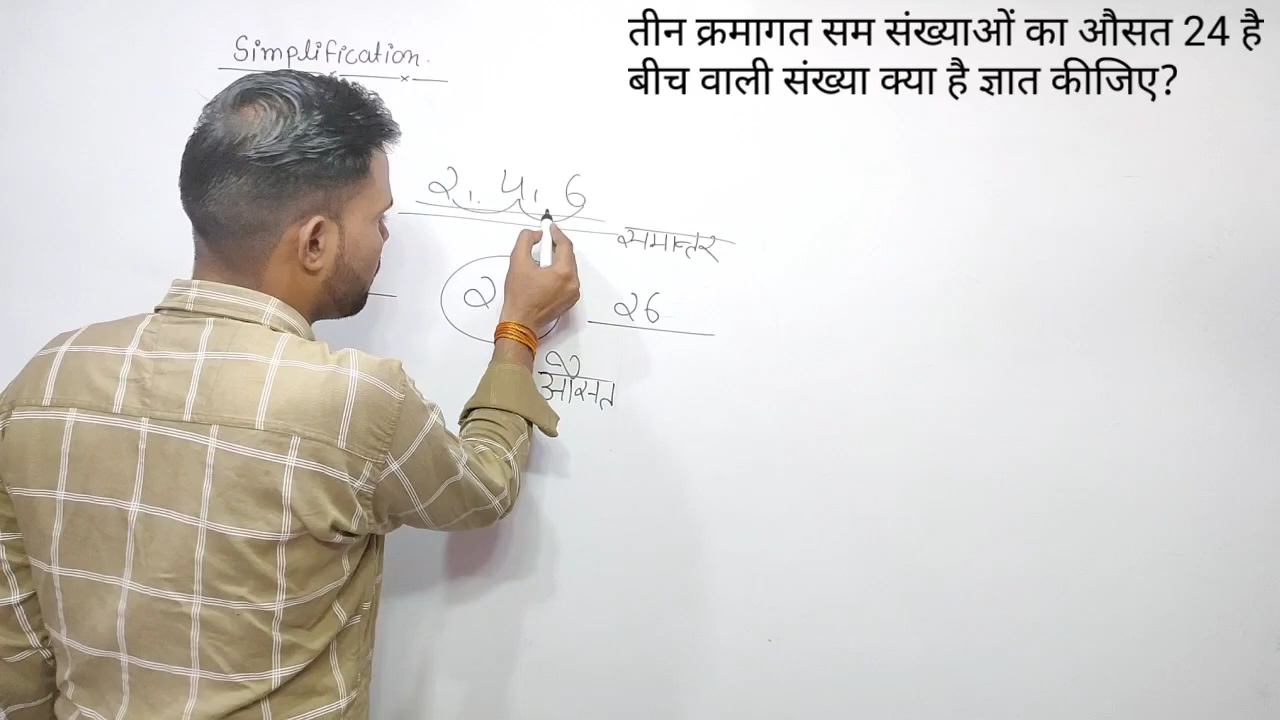 तीन क्रमागत सम संख्याओं का औसत 24 है
बीच वाली संख्या क्या है ज्ञात कीजिए?
Simplification
2, 4, 6
समान्तर
2
26
औसत